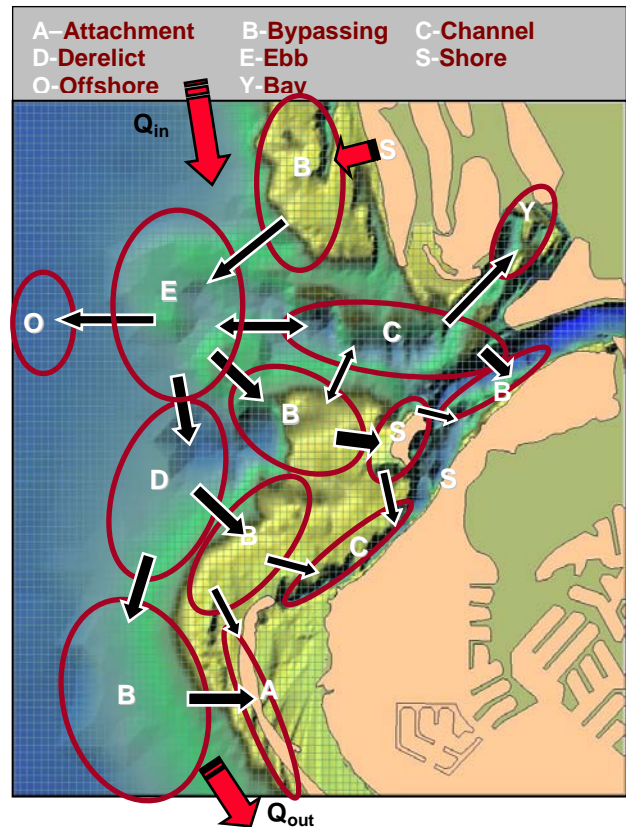 A–Attachment B-Bypassing C-Channel
D-Derelict E-Ebb S-Shore
O-Offshore Y-Bay
Qin
S
B
Y
E
O
C
B
B
S
D
S
B
C
A
B
Qout